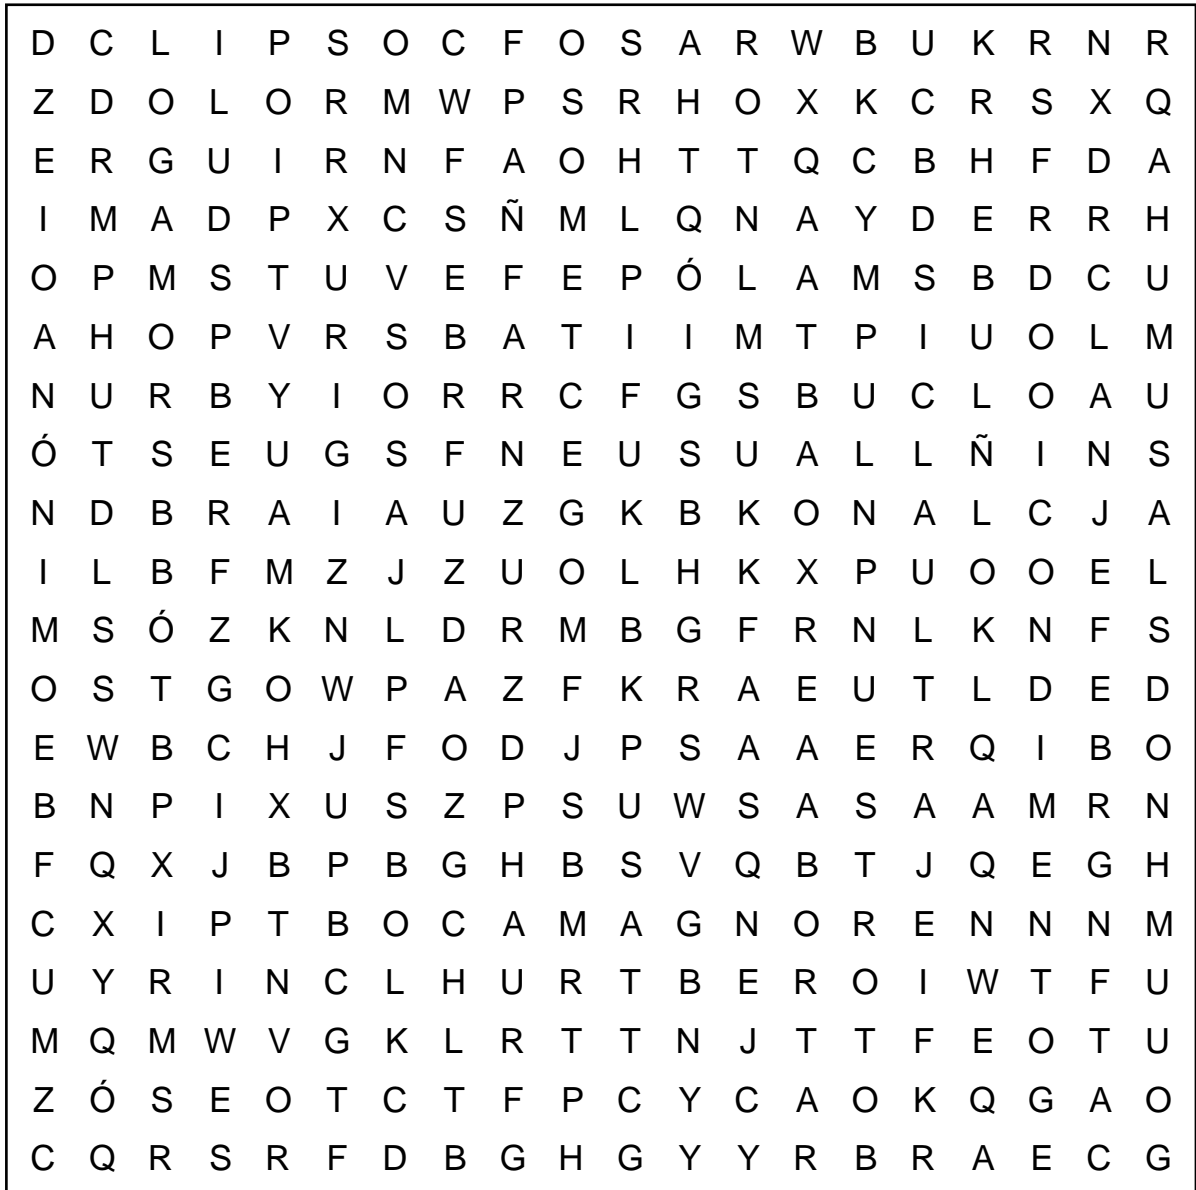 D C L I P S O C F O S A R W B U K R N R
Z D O L O R M W P S R H O X K C R S X Q
E R G U I R N F A O H T T Q C B H F D A
I M A D P X C S Ñ M L Q N A Y D E R R H
O P M S T U V E F E P Ó L A M S B D C U
A H O P V R S B A T I I M T P I U O L M
N U R B Y I O R R C F G S B U C L O A U
Ó T S E U G S F N E U S U A L L Ñ I N S
N D B R A I A U Z G K B K O N A L C J A
I L B F M Z J Z U O L H K X P U O O E L
M S Ó Z K N L D R M B G F R N L K N F S
O S T G O W P A Z F K R A E U T L D E D
E W B C H J F O D J P S A A E R Q I B O
B N P I X U S Z P S U W S A S A A M R N
F Q X J B P B G H B S V Q B T J Q E G H
C X I P T B O C A M A G N O R E N N N M
U Y R I N C L H U R T B E R O I W T F U
M Q M W V G K L R T T N J T T F E O T U
Z Ó S E O T C T F P C Y C A O K Q G A O
C Q R S R F D B G H G Y Y R B R A E C G